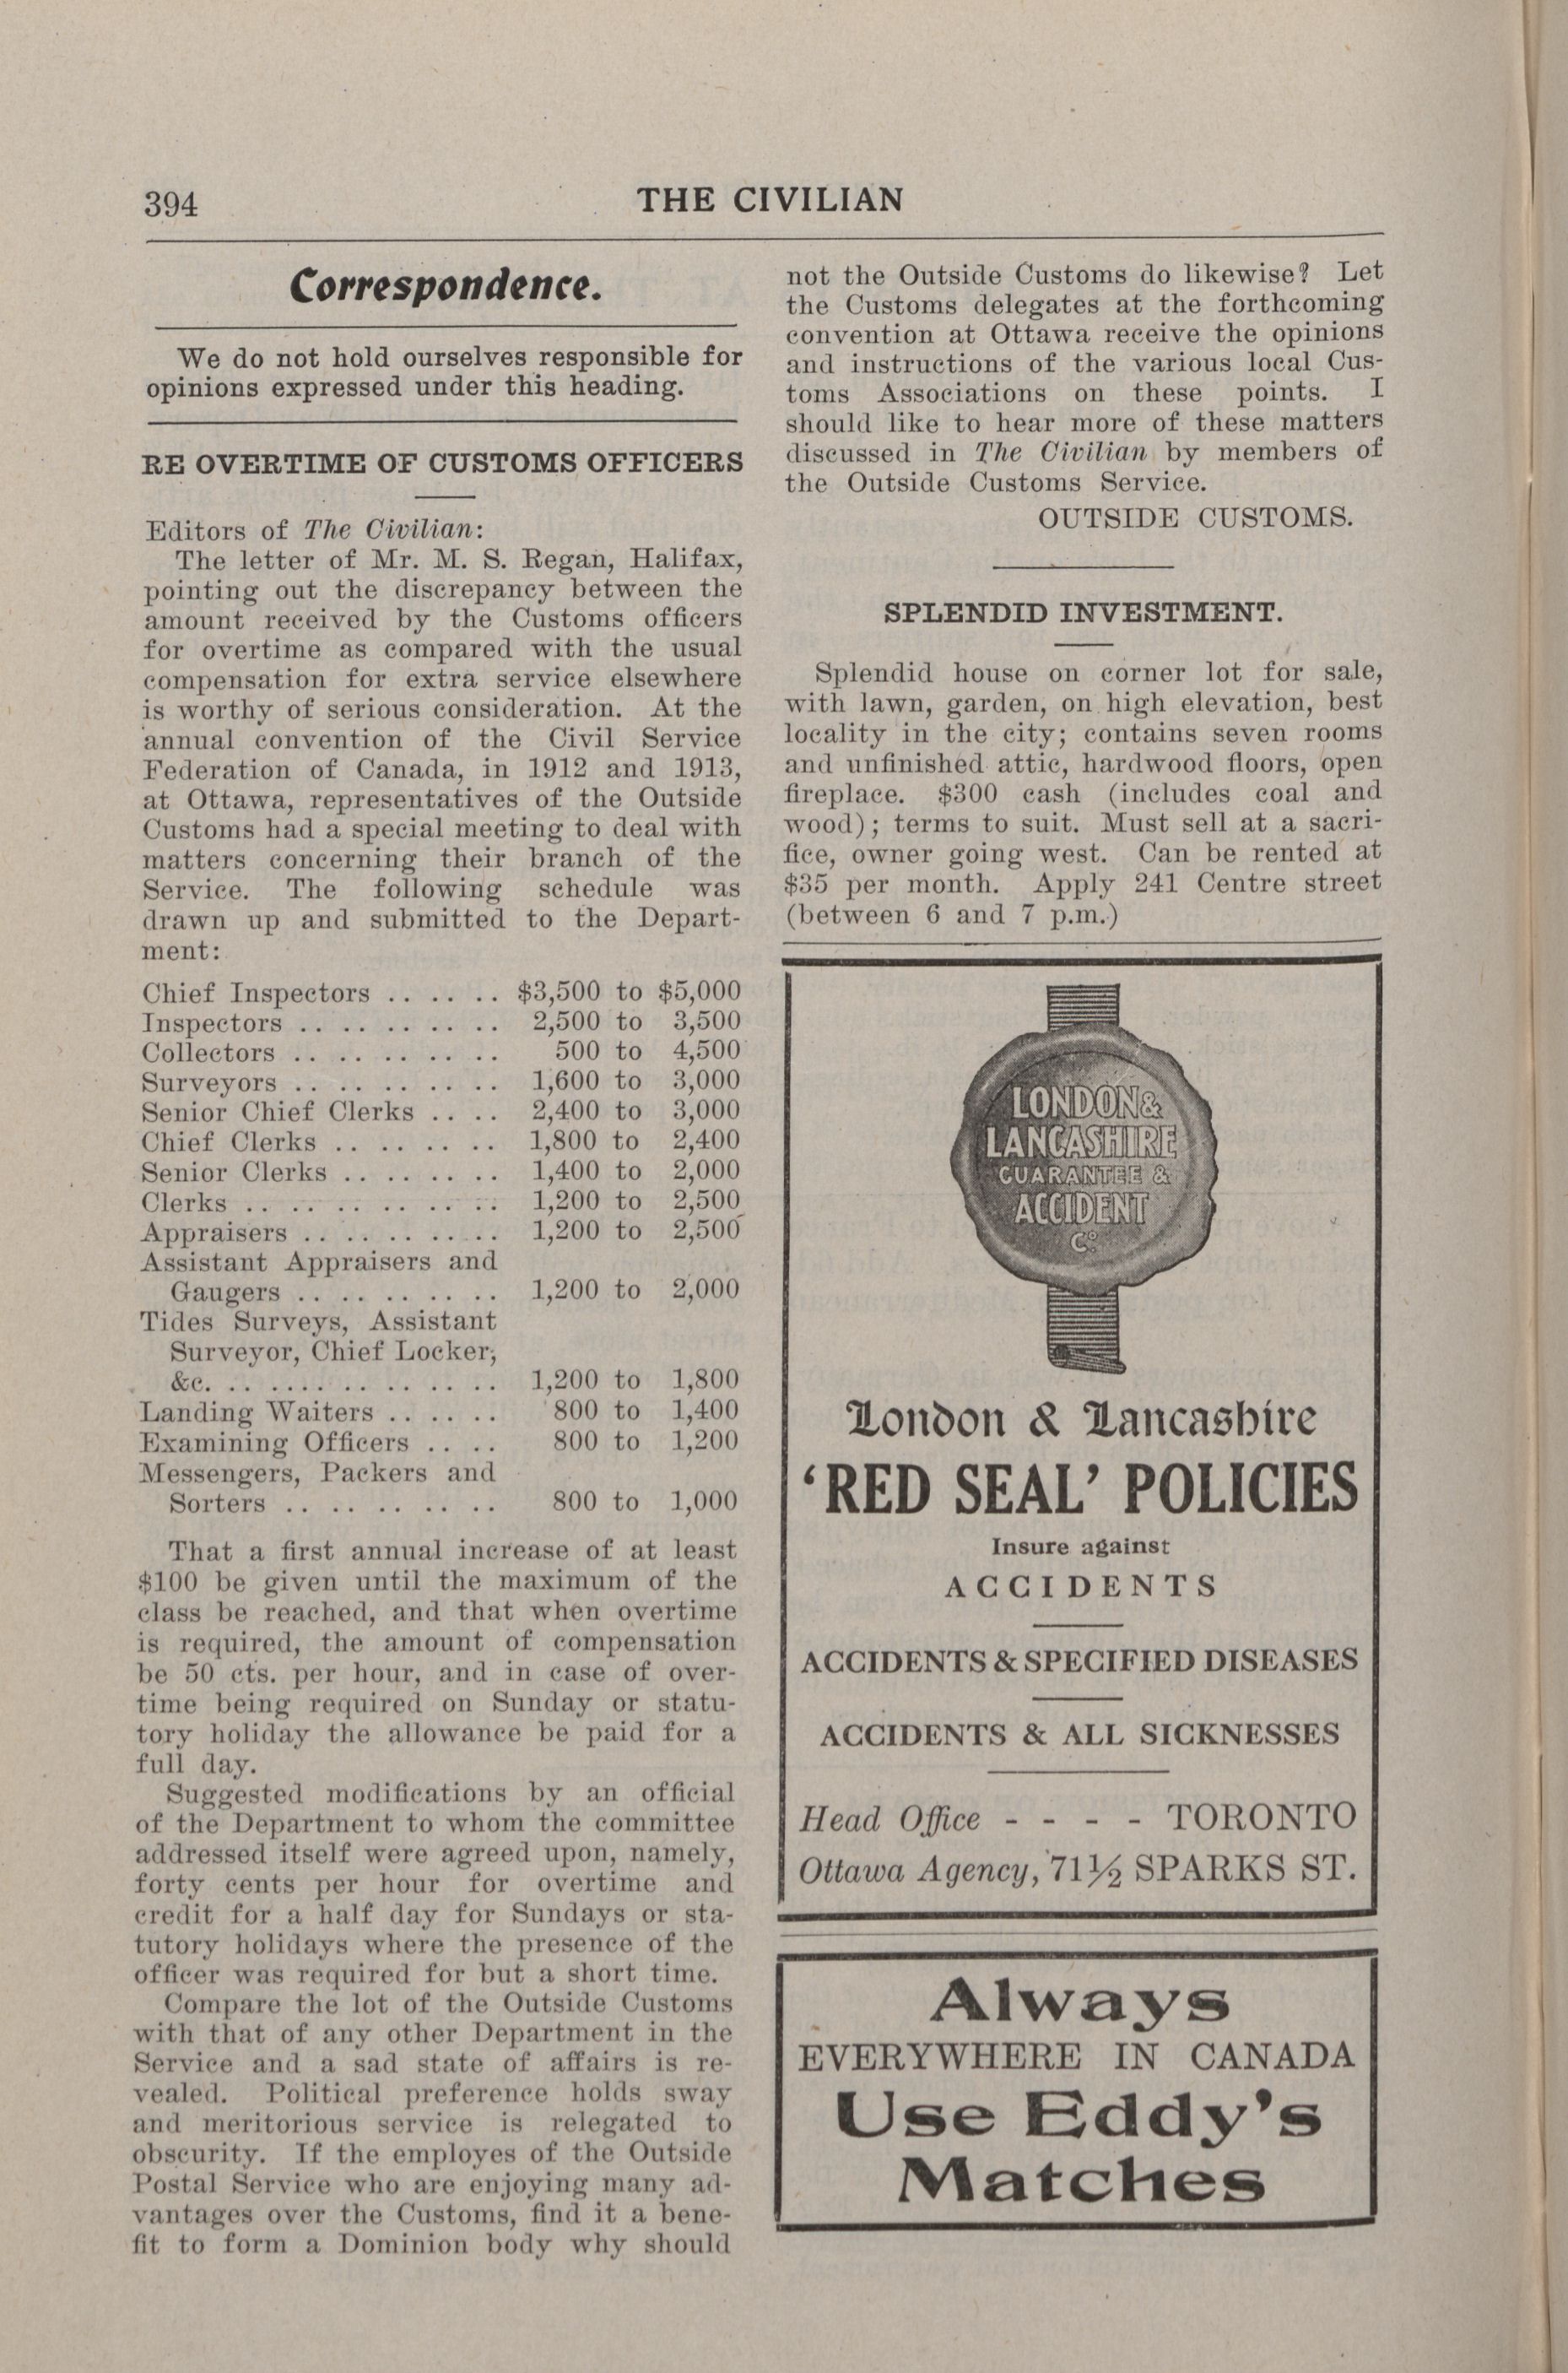 394
THE CIVILIAN
Correspondence.
We do not hold ourselves responsible for
opinions expressed under this heading.
RE OVERTIME OF CUSTOMS OFFICERS
Editors of The Civilian:
The letter of Mr. M. S. Regan, Halifax,
pointing out the discrepancy between the
amount received by the Customs officers
for overtime as compared with the usual
compensation for extra service elsewhere
is worthy of serious consideration. At the
annual convention of the Civil Service
Federation of Canada, in 1912 and 1913,
at Ottawa, representatives of the Outside
Customs had a special meeting to deal with
matters concerning their branch of the
Service. The following schedule was
drawn up and submitted to the Depart-
ment:
Chief Inspectors .. .. .. $3,500 to $5,000
Inspectors .. .. .. .. .. 2,500 to 3,500
Collectors .. .. .. .. .. 500 to 4,500
Surveyors .. .. .. .. .. 1,600 to 3,000
Senior Chief Clerks .. .. 2,400 to 3,000
Chief Clerks .. .. .. .. 1,800 to 2,400
Senior Clerks .. .. .. .. 1,400 to 2,000
Clerks .. .. .. .. .. .. 1,200 to 2,500
Appraisers .. .. .. .. .. 1,200 to 2,500
Assistant Appraisers and
Gaugers .. .. .. .. .. 1,200 to 2,000
Tides Surveys, Assistant
Surveyor, Chief Locker,
&c. .. .. .. .. .. .. .. 1,200 to 1,800
Landing Waiters .. .. .. 800 to 1,400
Examining Officers .. .. 800 to 1,200
Messengers, Packers and
Sorters .. .. .. .. .. 800 to 1,000
That a first annual increase of at least
$100 be given until the maximum of the
class be reached, and that when overtime
is required, the amount of compensation
be 50 cts. per hour, and in case of over-
time being required on Sunday or statu-
tory holiday the allowance be paid for a
full day.
Suggested modifications by an official
of the Department to whom the committee
addressed itself were agreed upon, namely,
forty cents per hour for overtime and
credit for a half day for Sundays or sta-
tutory holidays where the presence of the
officer was required for but a short time.
Compare the lot of the Outside Customs
with that of any other Department in the
Service and a sad state of affairs is re-
vealed. Political preference holds sway
and meritorious service is relegated to
obscurity. If the employes of the Outside
Postal Service who are enjoying many ad-
vantages over the Customs, find it a bene-
fit to form a Dominion body why should
not the Outside Customs do likewise? Let
the Customs delegates at the forthcoming
convention at Ottawa receive the opinions
and instructions of the various local Cus-
toms Associations on these points. I
should like to hear more of these matters
discussed in The Civilian by members of
the Outside Customs Service.
OUTSIDE CUSTOMS.
SPLENDID INVESTMENT.
Splendid house on corner lot for sale,
with lawn, garden, on high elevation, best
locality in the city; contains seven rooms
and unfinished attic, hardwood floors, open
fireplace. $300 cash (includes coal and
wood); terms to suit. Must sell at a sacri-
fice, owner going west. Can be rented at
$35 per month. Apply 241 Centre street
(between 6 and 7 p.m.)
LONDON &
LANCASHIRE
GUARANTEE &
ACCIDENT
Co.
London & Lancashire
'RED SEAL' POLICIES
Insure against
ACCIDENTS
ACCIDENTS & SPECIFIED DISEASES
ACCIDENTS & ALL SICKNESSES
Head Office - - - - TORONTO
Ottawa Agency, 71½ SPARKS ST.
Always
EVERYWHERE IN CANADA
Use Eddy's
Matches